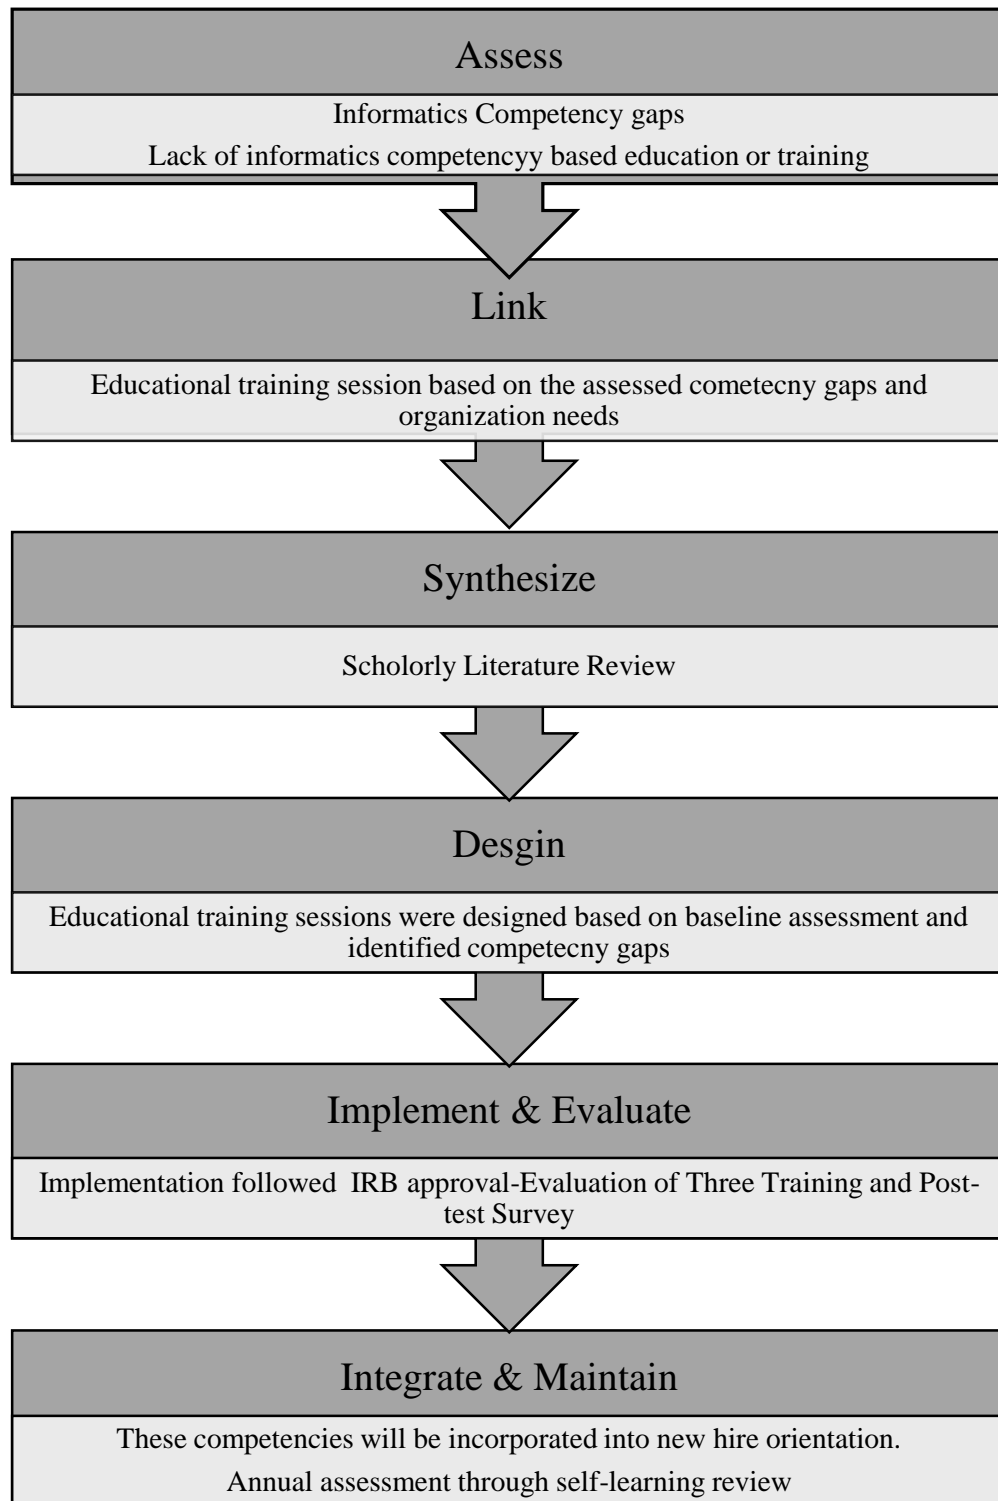 Assess
Informatics Competency gaps
Lack of informatics competencyy based education or training
Link
Educational training session based on the assessed cometecny gaps and
organization needs
Synthesize
Scholorly Literature Review
Desgin
Educational training sessions were designed based on baseline assessment and
identified competecny gaps
Implement & Evaluate
Implementation followed IRB approval-Evaluation of Three Training and Post-
test Survey
Integrate & Maintain
These competencies will be incorporated into new hire orientation.
Annual assessment through self-learning review